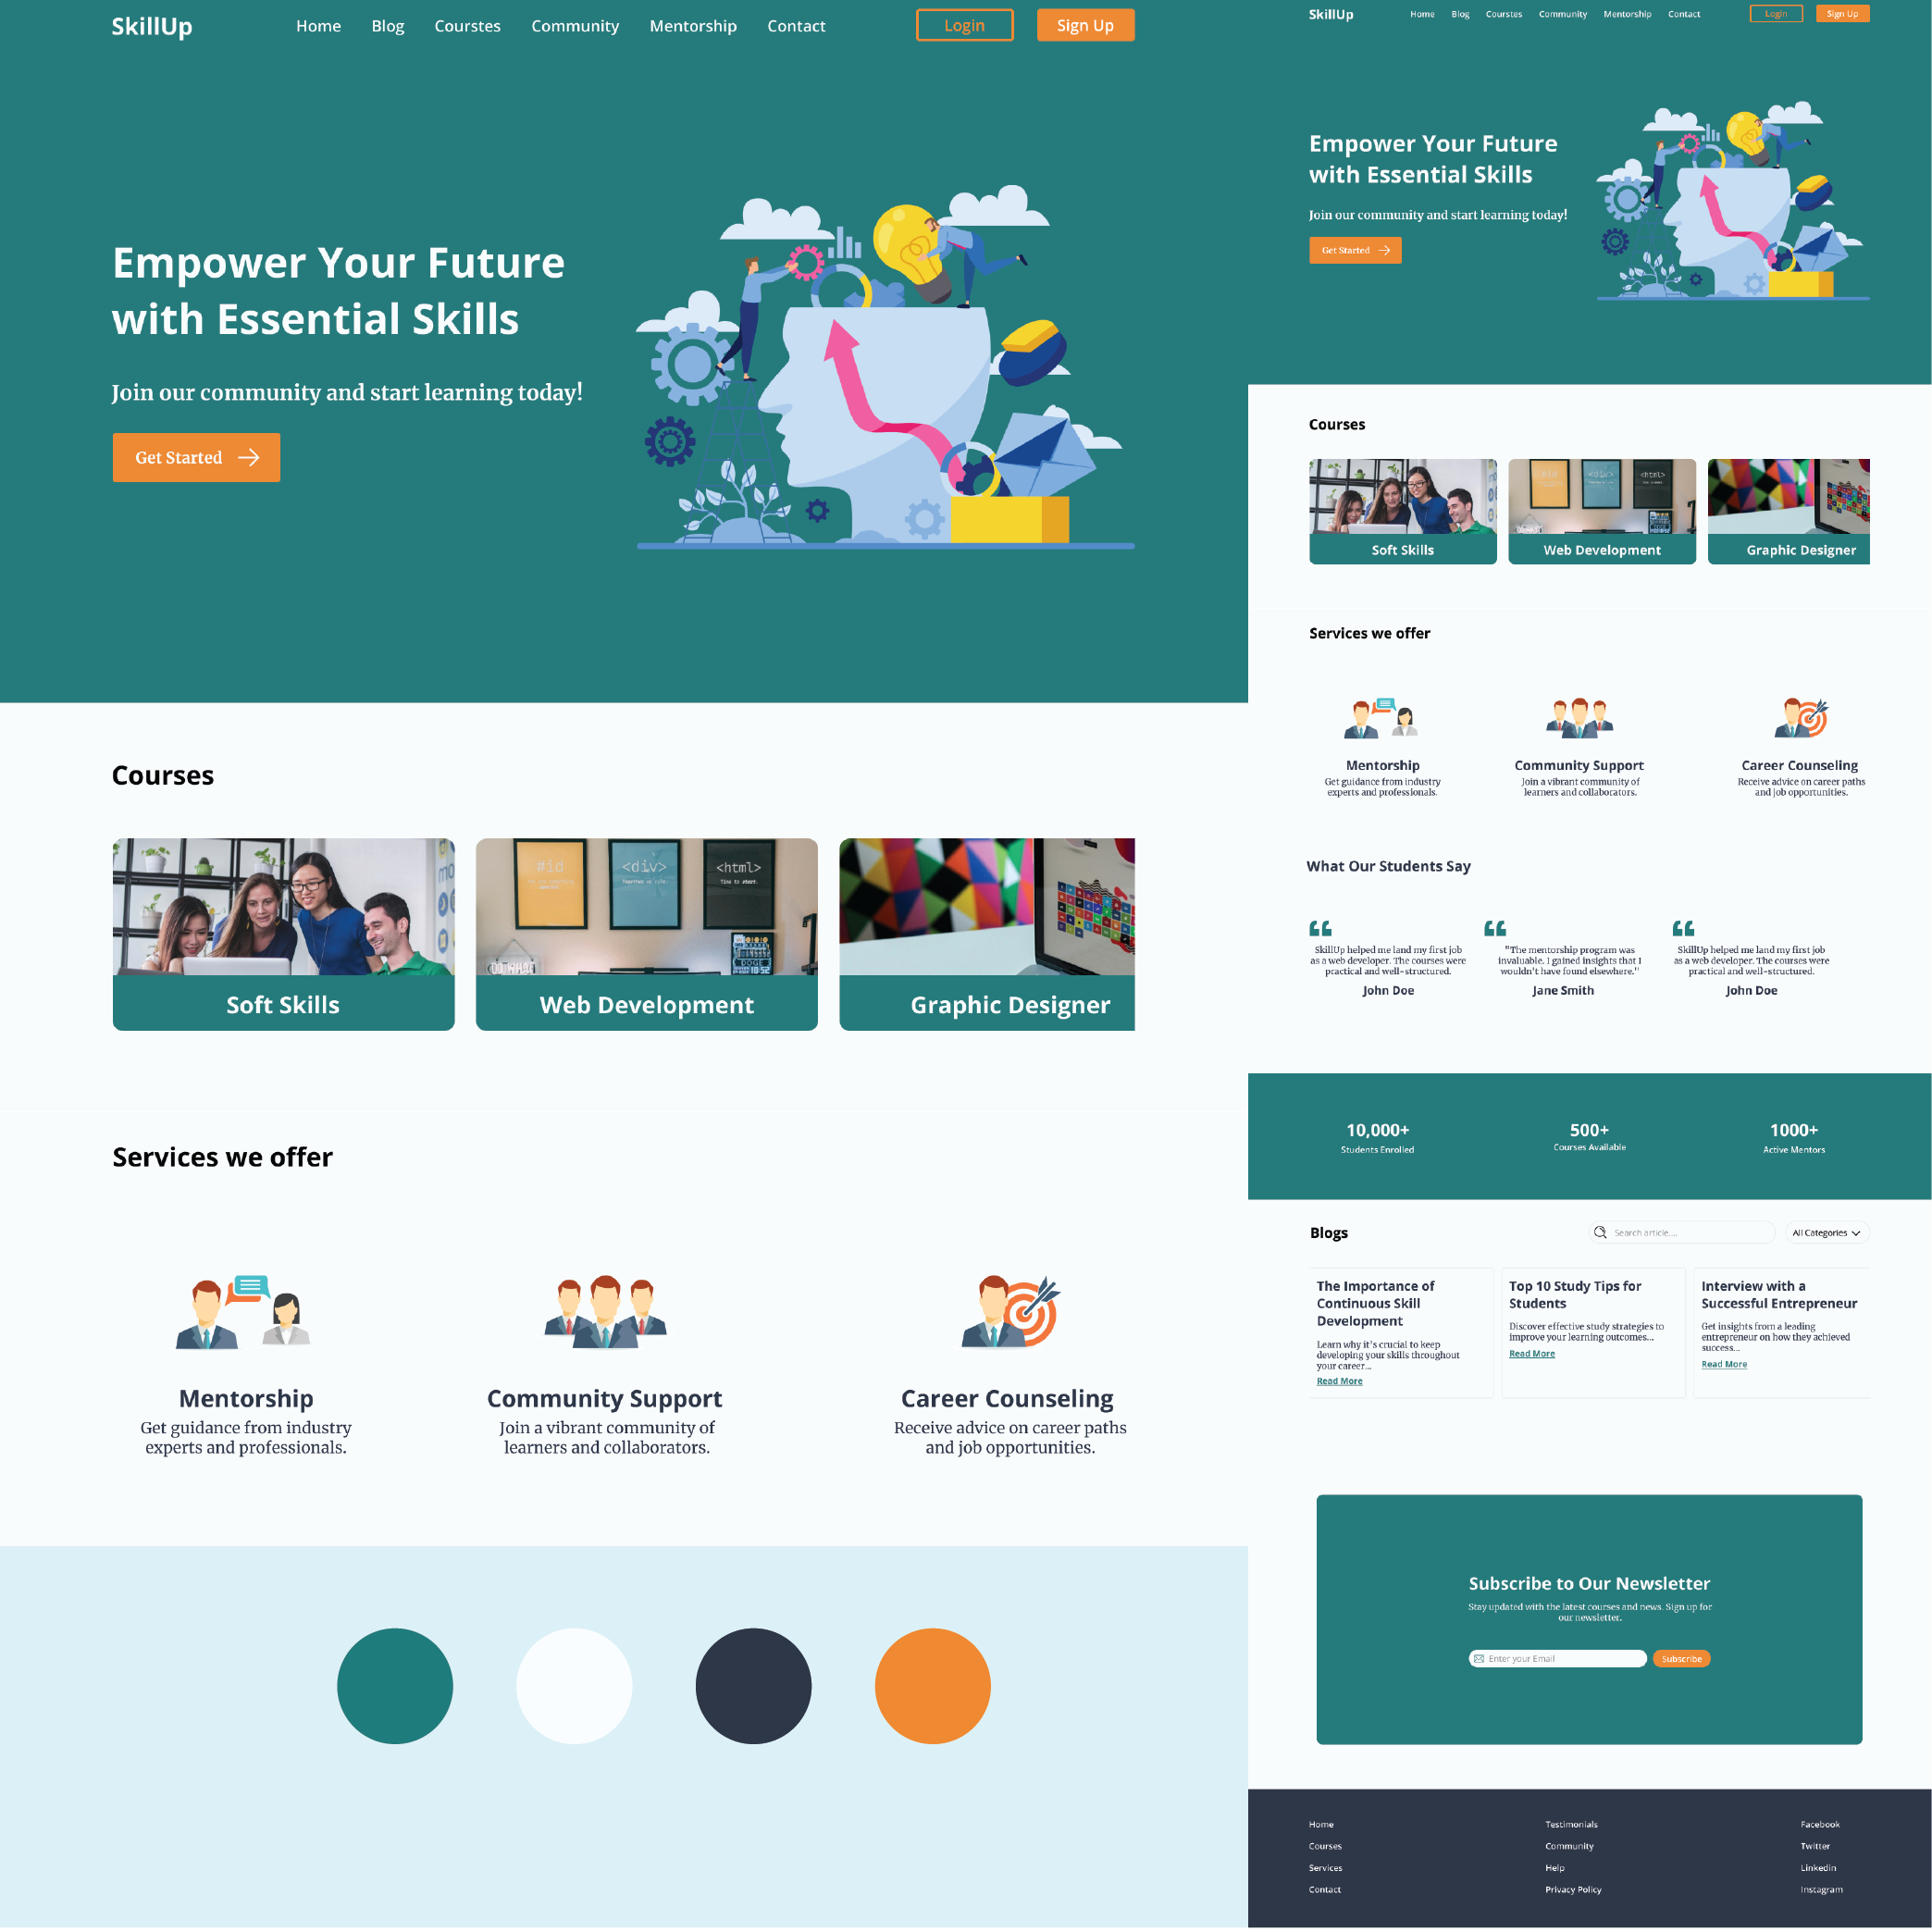 SkillUp
Home Blog Courstes Community Mentorship Contact
Login
Sign Up
Empower Your Future
with Essential Skills
Join our community and start learning today!
Get Started
Courses
#id
<div>
<html>
Soft Skills
Web Development
Graphic Designer
Services we offer
Mentorship
Get guidance from industry
experts and professionals.
Community Support
Join a vibrant community of
learners and collaborators.
Career Counseling
Receive advice on career paths
and job opportunities.
SkillUp
Home Blog Courstes Community Mentorship Contact
Login
Sign Up
Empower Your Future
with Essential Skills
Join our community and start learning today!
Get Started
Courses
<div>
<html>
Soft Skills
Web Development
Graphic Designer
Services we offer
Mentorship
Get guidance from industry
experts and professionals.
Community Support
Join a vibrant community of
learners and collaborators.
Career Counseling
Receive advice on career paths
and job opportunities.
What Our Students Say
SkillUp helped me land my first job
as a web developer. The courses were
practical and well-structured.
John Doe
"The mentorship program was
invaluable. I gained insights that I
wouldn't have found elsewhere."
Jane Smith
SkillUp helped me land my first job
as a web developer. The courses were
practical and well-structured.
John Doe
10,000+
Students Enrolled
500+
Courses Available
1000+
Active Mentors
Blogs
Search article....
All Categories
The Importance of
Continuous Skill
Development
Learn why it's crucial to keep
developing your skills throughout
your career...
Read More
Top 10 Study Tips for
Students
Discover effective study strategies to
improve your learning outcomes...
Read More
Interview with a
Successful Entrepreneur
Get insights from a leading
entrepreneur on how they achieved
success...
Read More
Subscribe to Our Newsletter
Stay updated with the latest courses and news. Sign up for
our newsletter.
Enter your Email
Subscribe
Home
Courses
Services
Contact
Testimonials
Community
Help
Privacy Policy
Facebook
Twitter
Linkedin
Instagram